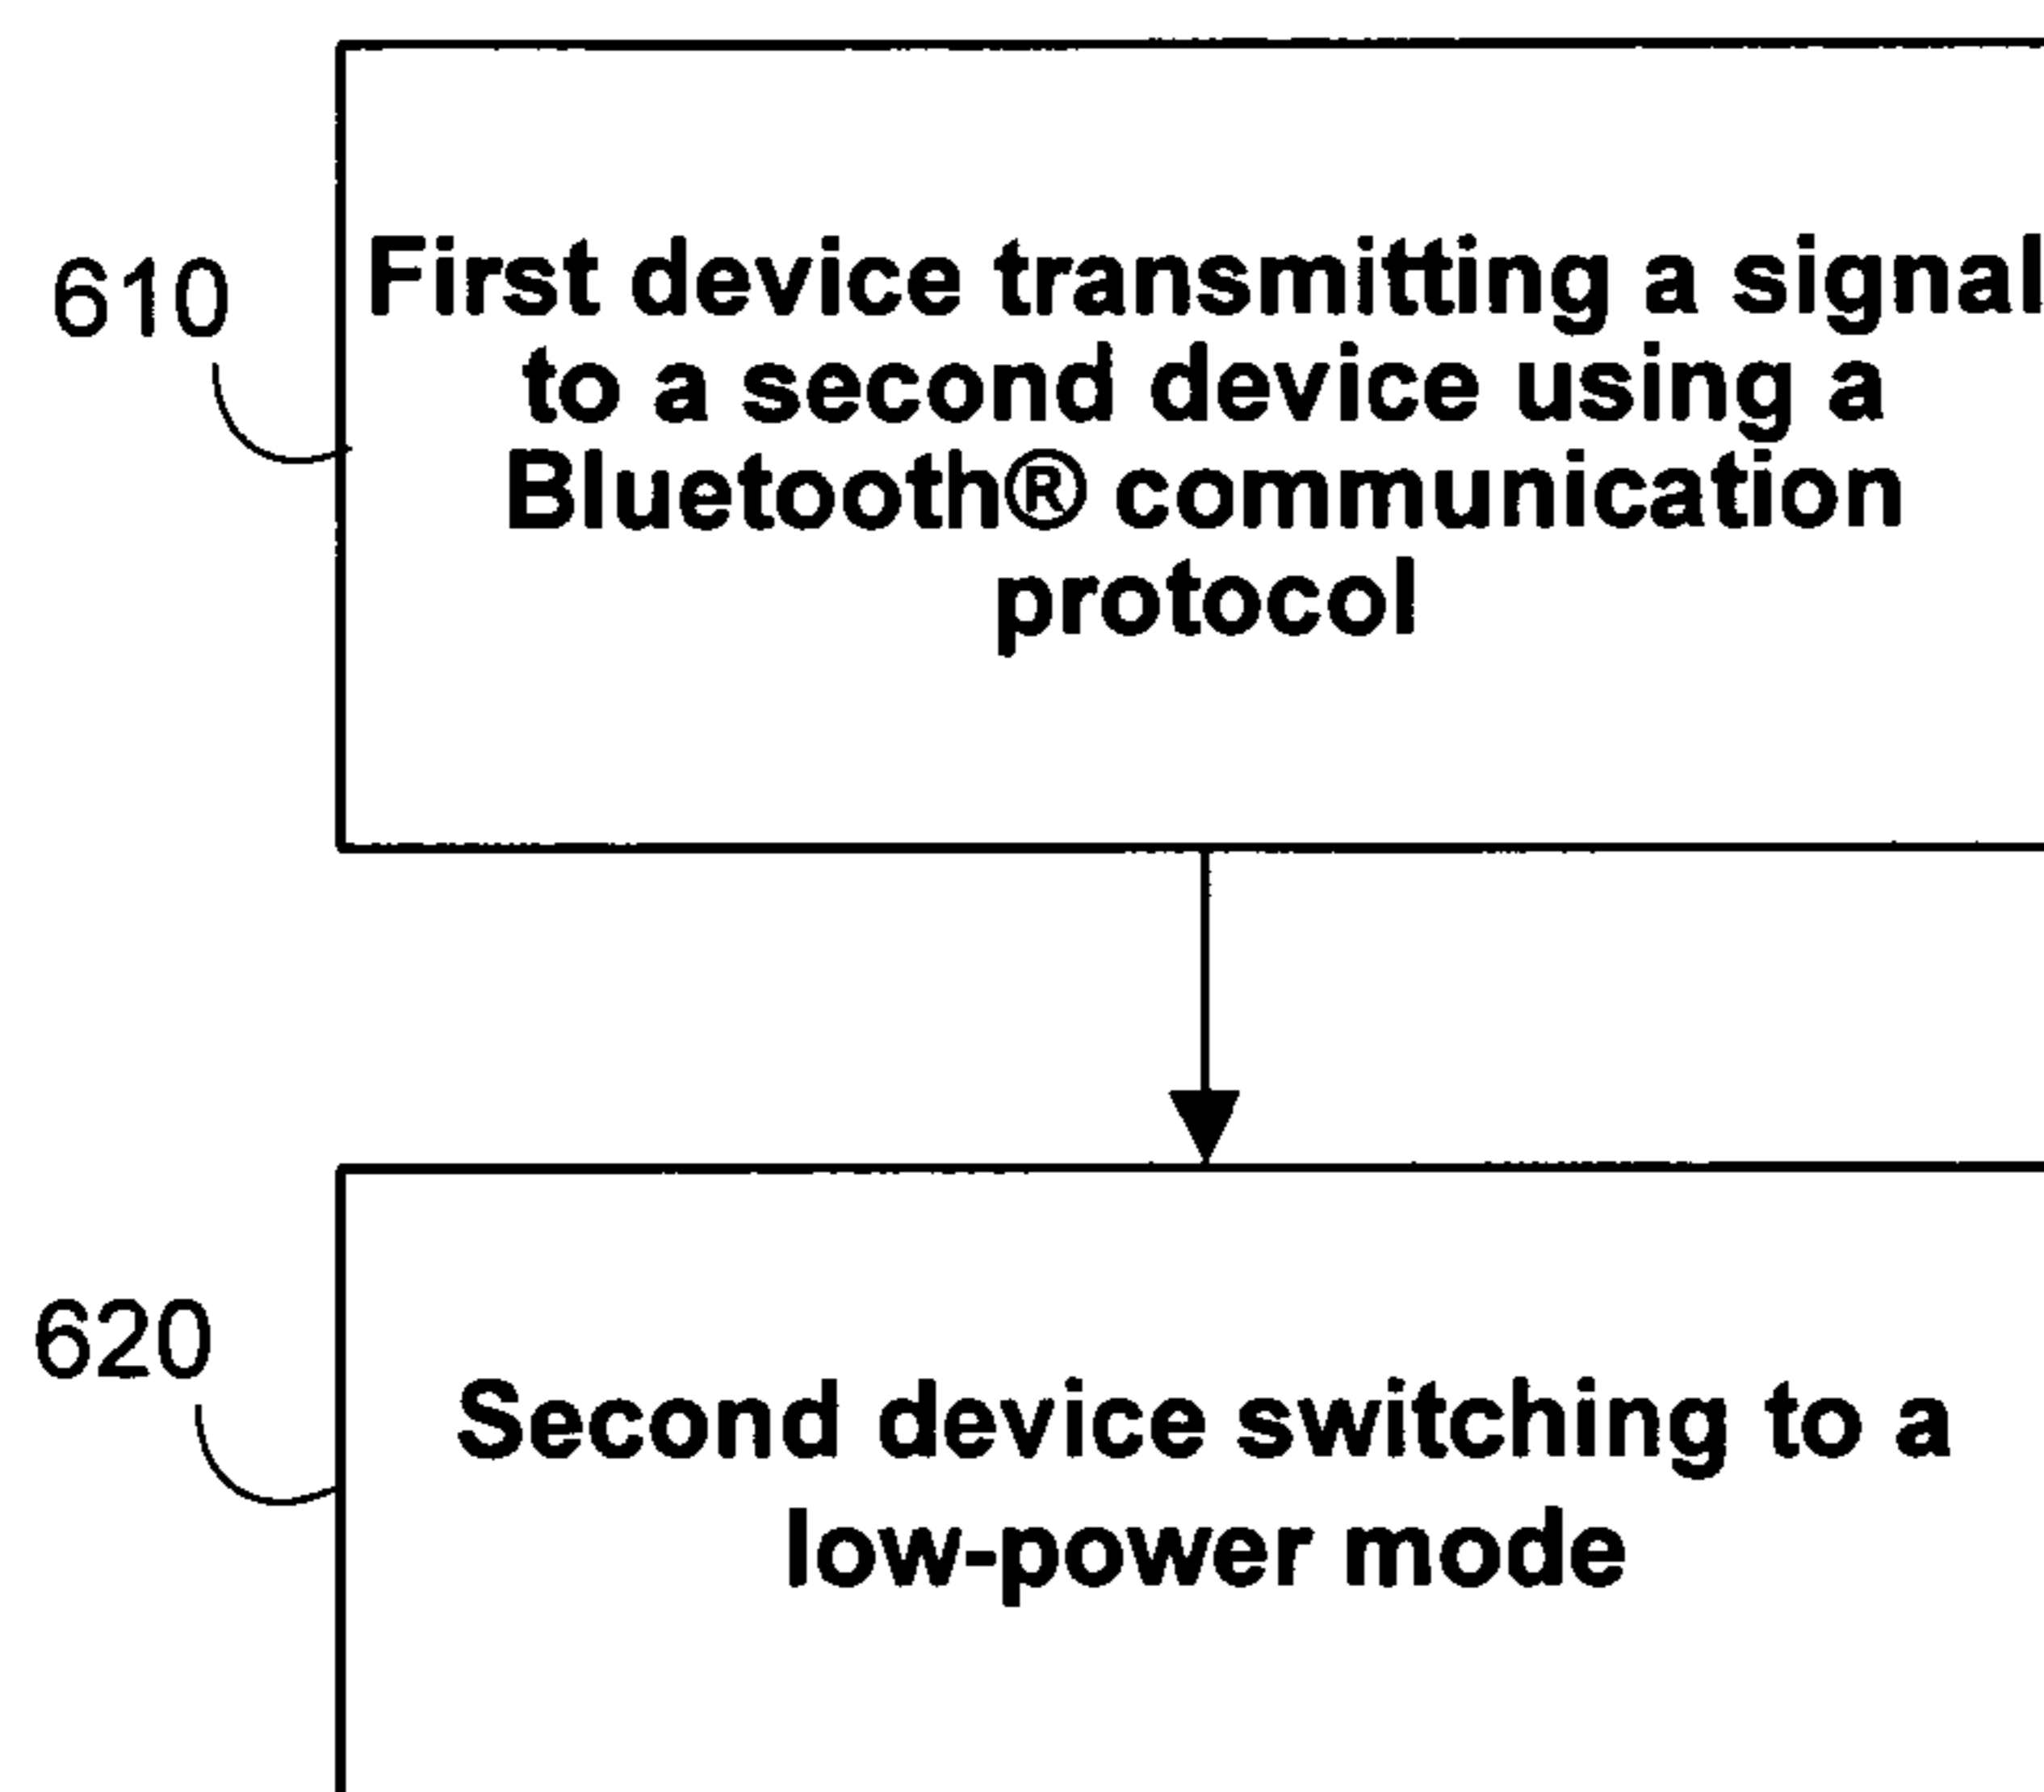 610
First device transmitting a signal
to a second device using a
Bluetooth® communication
protocol
620
Second device switching to a
low-power mode